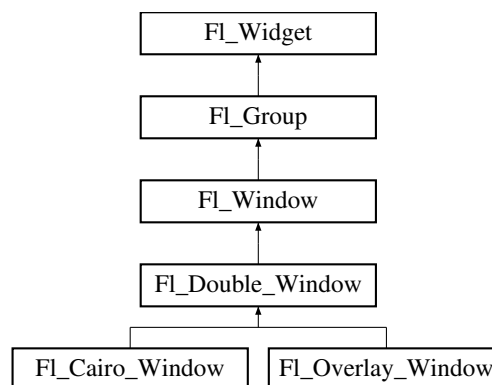 Fl_Widget
Fl_Group
Fl_Window
Fl_Double_Window
Fl_Cairo_Window
Fl_Overlay_Window